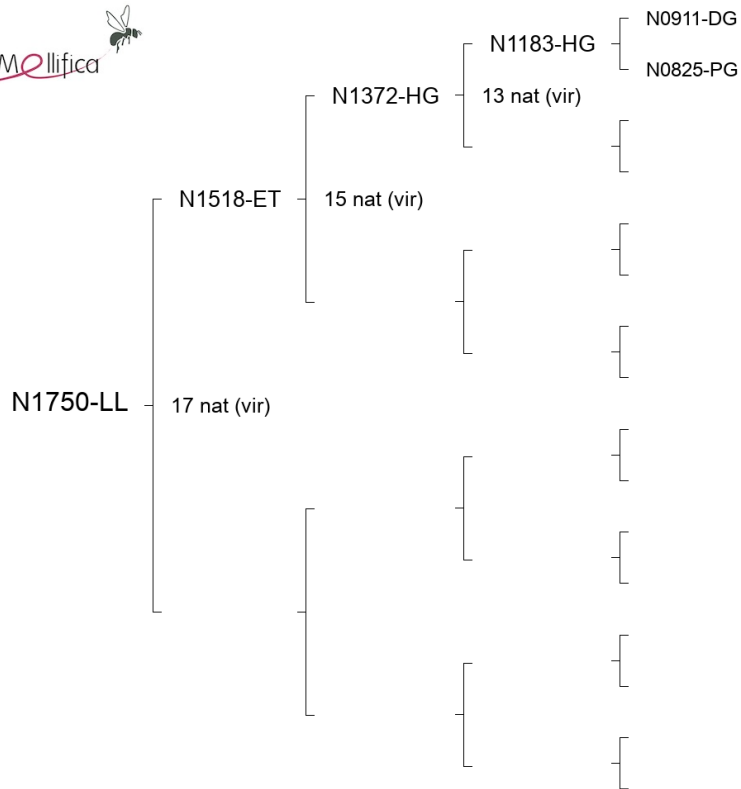 Mellifica
N0911-DG
N1183-HG
N0825-PG
N1372-HG
13 nat (vir)
N1518-ET
15 nat (vir)
N1750-LL
17 nat (vir)